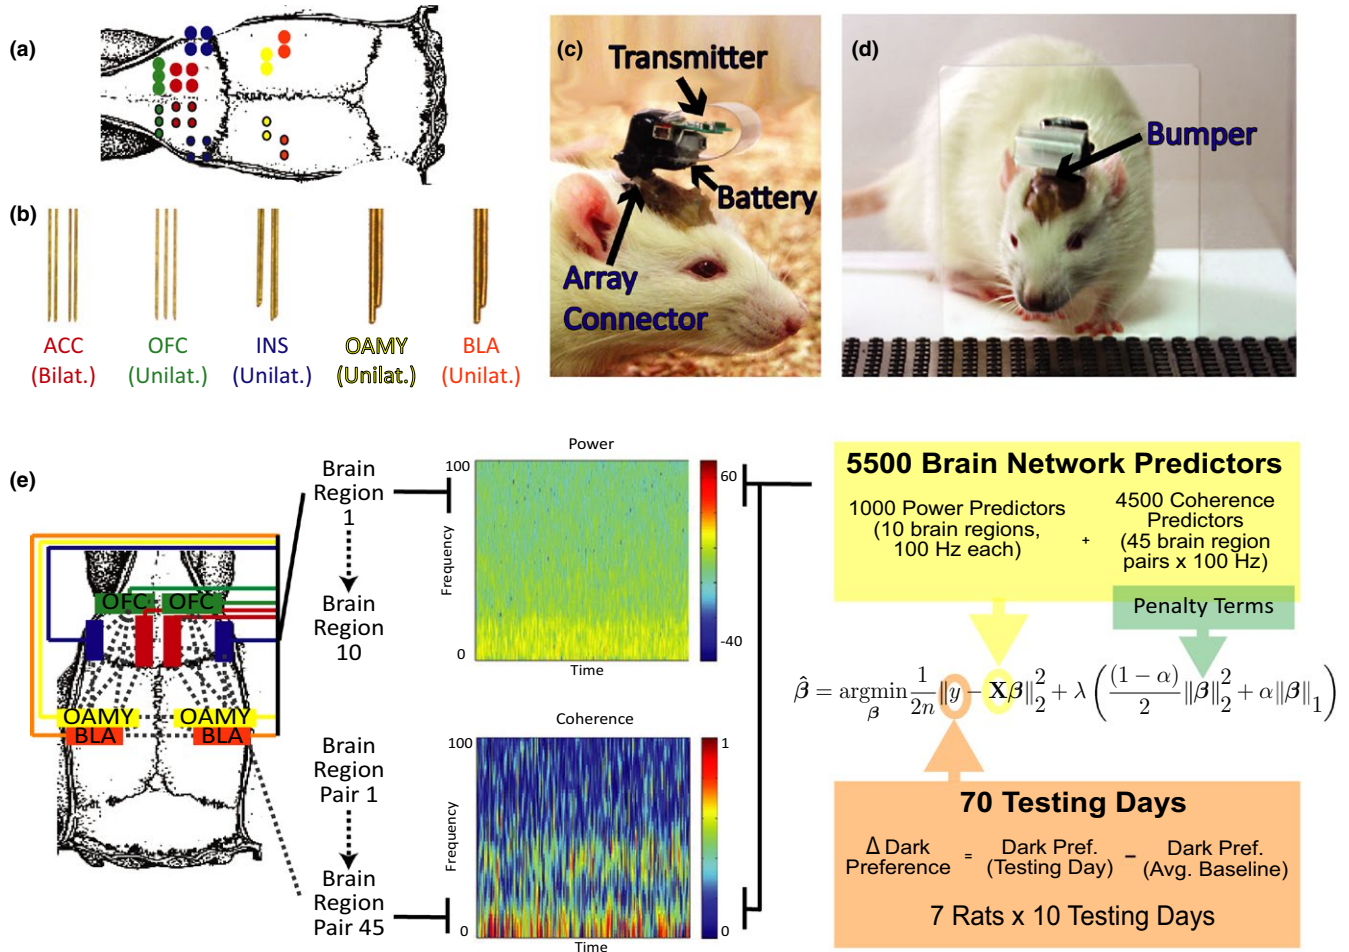 (a)
(b)
ACC
(Bilat.)
OFC
(Unilat.)
INS
(Unilat.)
OAMY
(Unilat.)
BLA
(Unilat.)
(c)
Transmitter
Battery
Array
Connector
(d)
Bumper
(e)
OFC
OFC
OAMY
OAMY
BLA
BLA
Brain
Region
1
Brain
Region
10
Brain
Region
Pair 1
Brain
Region
Pair 45
Power
100
Frequency
0
Time
60
-40
Coherence
100
Frequency
0
Time
1
0
5500 Brain Network Predictors
1000 Power Predictors
(10 brain regions,
100 Hz each)
+
4500 Coherence
Predictors
(45 brain region
pairs x 100 Hz)
Penalty Terms
β̂ = argmin_β 1/2n ‖y − Xβ‖₂² + λ ( (1 − α)/2 ‖β‖₂² + α‖β‖₁ )
70 Testing Days
Δ Dark
Preference
=
Dark Pref.
(Testing Day)
−
Dark Pref.
(Avg. Baseline)
7 Rats x 10 Testing Days